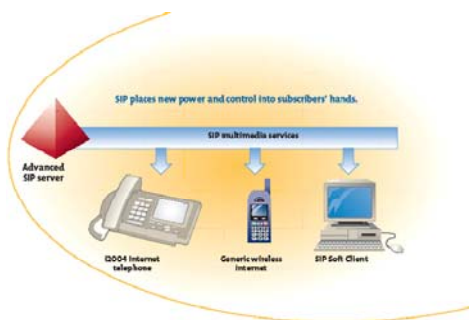 SIP places new power and control into subscribers' hands.
SIP multimedia services
Advanced
SIP server
i2004 Internet
telephone
Generic wireless
Internet
SIP Soft Client